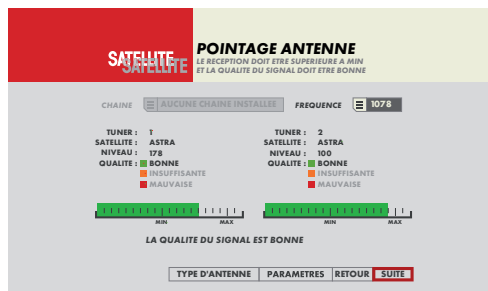 SATELLITE
SATELLITE
POINTAGE ANTENNE
LE RECEPTION DOIT ETRE SUPERIEURE A MIN
ET LA QUALITE DU SIGNAL DOIT ETRE BONNE
CHAINE AUCUNE CHAINE INSTALLEE FREQUENCE 1078
TUNER : 1
SATELLITE : ASTRA
NIVEAU : 178
QUALITE : BONNE
INSUFFISANTE
MAUVAISE
MIN MAX
TUNER : 2
SATELLITE : ASTRA
NIVEAU : 100
QUALITE : BONNE
INSUFFISANTE
MAUVAISE
MIN MAX
LA QUALITE DU SIGNAL EST BONNE
TYPE D'ANTENNE PARAMETRES RETOUR SUITE